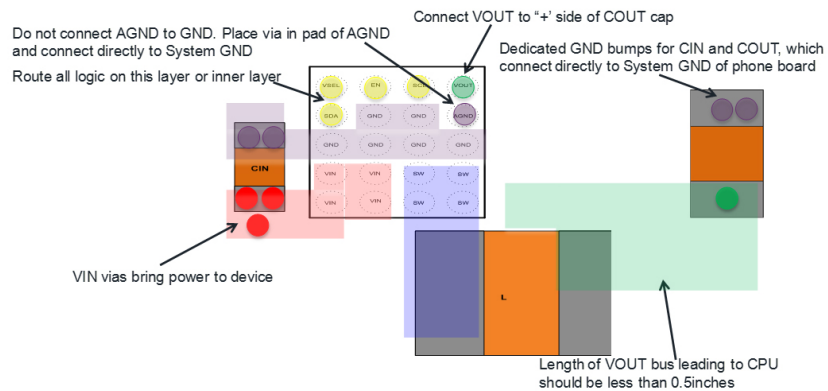 Connect VOUT to "+' side of COUT cap
Do not connect AGND to GND. Place via in pad of AGND
and connect directly to System GND
Dedicated GND bumps for CIN and COUT, which
connect directly to System GND of phone board
Route all logic on this layer or inner layer
VSEL EN SCL VOUT
SDA GND GND AGND
GND GND GND GND
CIN
VIN VIN SW SW
VIN VIN SW SW
VIN vias bring power to device
L
Length of VOUT bus leading to CPU
should be less than 0.5inches